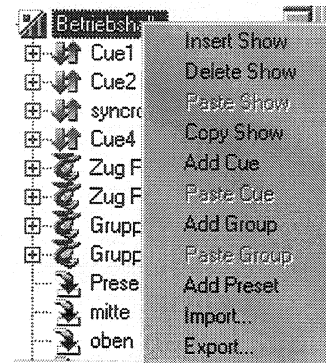 Betriebsh
Cue1
Cue2
syncro
Cue4
Zug F
Zug F
Grupp
Grupp
Prese
mitte
oben
Insert Show
Delete Show
Paste Show
Copy Show
Add Cue
Paste Cue
Add Group
Paste Group
Add Preset
Import...
Export...